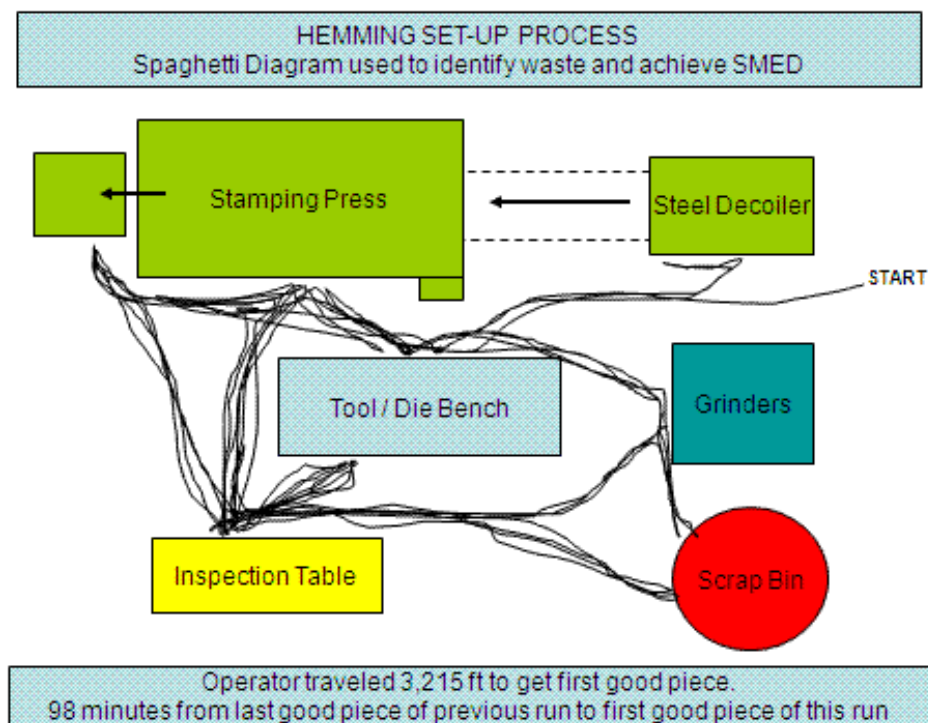 HEMMING SET-UP PROCESS
Spaghetti Diagram used to identify waste and achieve SMED
Stamping Press
Steel Decoiler
START
Tool / Die Bench
Grinders
Inspection Table
Scrap Bin
Operator traveled 3,215 ft to get first good piece.
98 minutes from last good piece of previous run to first good piece of this run